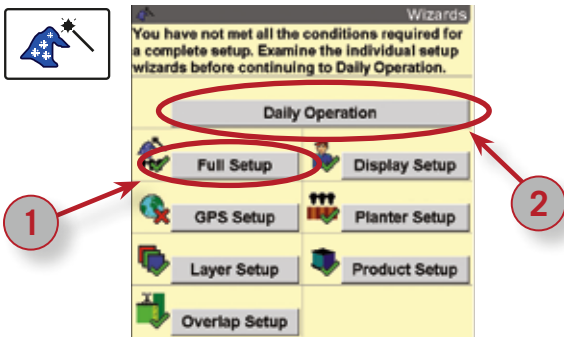 Wizards
You have not met all the conditions required for
a complete setup. Examine the individual setup
wizards before continuing to Daily Operation.
Daily Operation
Full Setup
Display Setup
GPS Setup
Planter Setup
Layer Setup
Product Setup
Overlap Setup
1
2